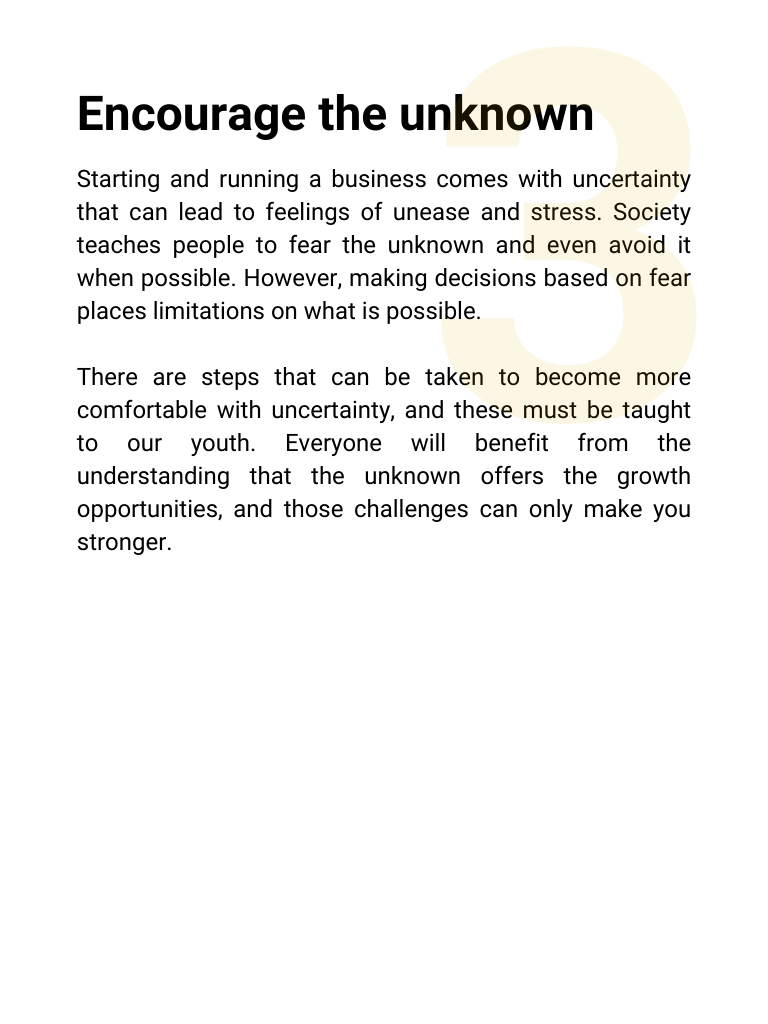 3
Encourage the unknown
Starting and running a business comes with uncertainty
that can lead to feelings of unease and stress. Society
teaches people to fear the unknown and even avoid it
when possible. However, making decisions based on fear
places limitations on what is possible.
There are steps that can be taken to become more
comfortable with uncertainty, and these must be taught
to our youth. Everyone will benefit from the
understanding that the unknown offers the growth
opportunities, and those challenges can only make you
stronger.